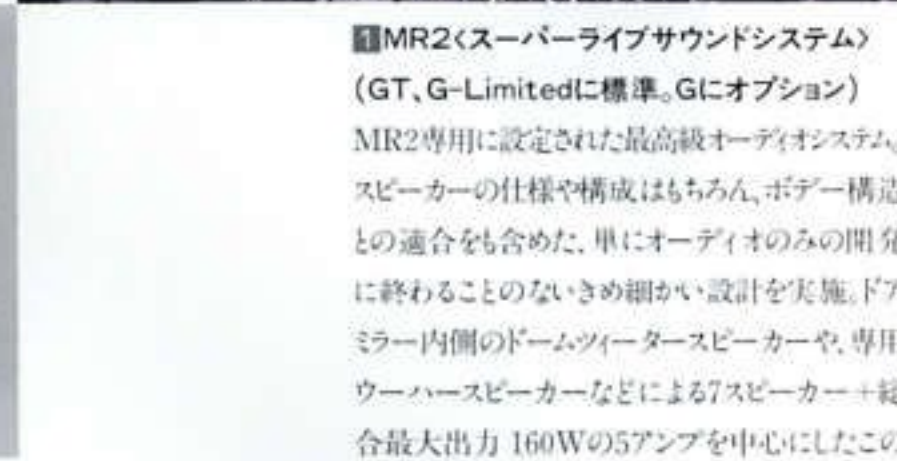 1MR2〈スーパーライブサウンドシステム〉
(GT、G-Limitedに標準。Gにオプション)
MR2専用に設定された最高級オーディオシステム。
スピーカーの仕様や構成はもちろん、ボデー構造
との適合をも含めた、単にオーディオのみの開発
に終わることのないきめ細かい設計を実施。ドア
ミラー内側のドームツィータースピーカーや、専用
ウーハースピーカーなどによる7スピーカー+総
合最大出力 160Wの5アンプを中心にしたこの